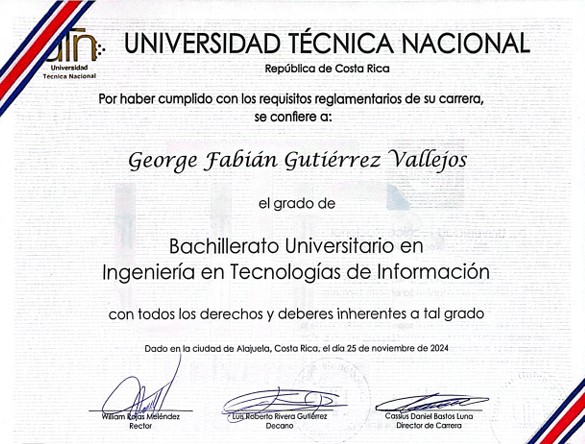 utn
Universidad
Técnica Nacional
UNIVERSIDAD TÉCNICA NACIONAL
República de Costa Rica
Por haber cumplido con los requisitos reglamentarios de su carrera,
se confiere a:
George Fabián Gutiérrez Vallejos
el grado de
Bachillerato Universitario en
Ingeniería en Tecnologías de Información
con todos los derechos y deberes inherentes a tal grado
Dado en la ciudad de Alajuela, Costa Rica, el día 25 de noviembre de 2024
William Rojas Meléndez
Rector
Luis Roberto Rivera Gutiérrez
Decano
Cassius Daniel Bastos Luna
Director de Carrera